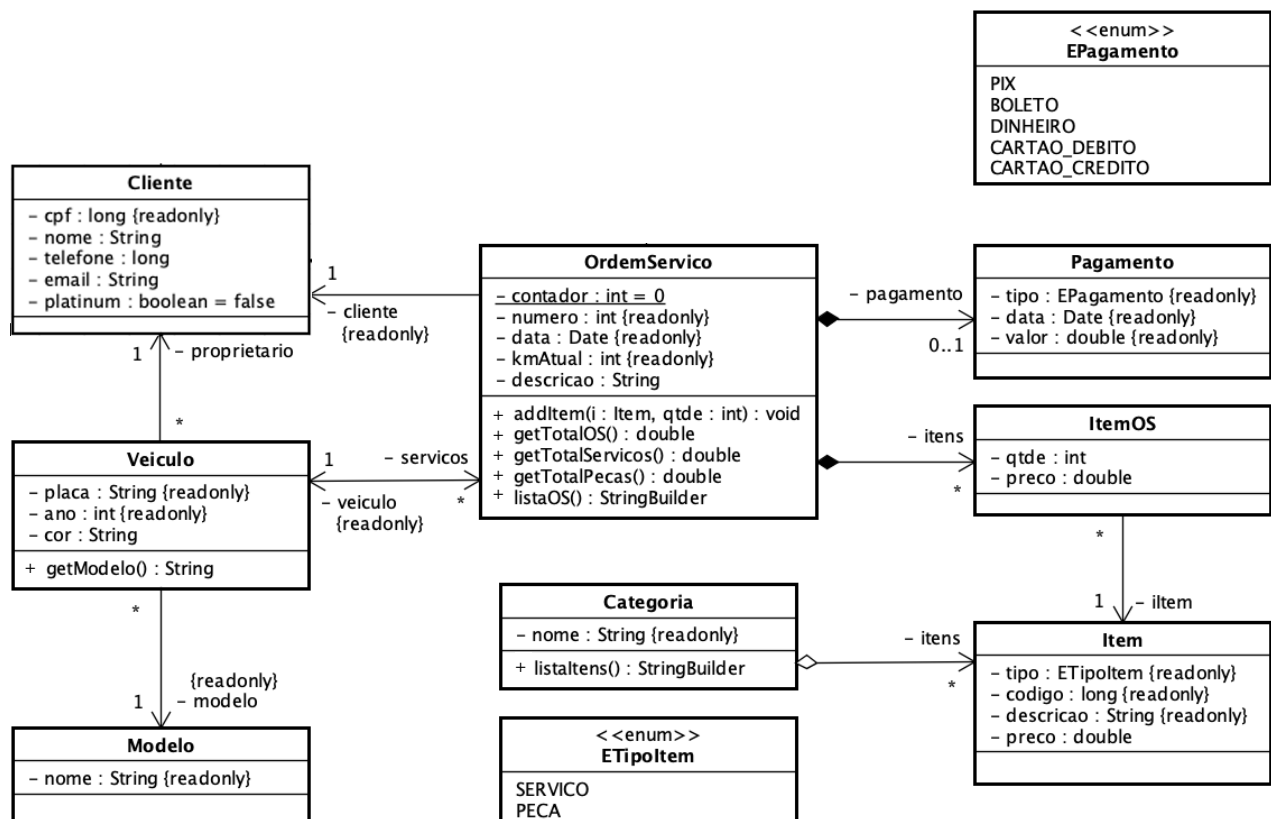 <<enum>>
EPagamento
PIX
BOLETO
DINHEIRO
CARTAO_DEBITO
CARTAO_CREDITO
Cliente
– cpf : long {readonly}
– nome : String
– telefone : long
– email : String
– platinum : boolean = false
1
– cliente
{readonly}
OrdemServico
– contador : int = 0
– numero : int {readonly}
– data : Date {readonly}
– kmAtual : int {readonly}
– descricao : String
+ addItem(i : Item, qtde : int) : void
+ getTotalOS() : double
+ getTotalServicos() : double
+ getTotalPecas() : double
+ listaOS() : StringBuilder
– pagamento
0..1
Pagamento
– tipo : EPagamento {readonly}
– data : Date {readonly}
– valor : double {readonly}
1
– proprietario
*
Veiculo
– placa : String {readonly}
– ano : int {readonly}
– cor : String
+ getModelo() : String
1
– servicos
– veiculo
{readonly}
*
– itens
*
ItemOS
– qtde : int
– preco : double
*
1
– iItem
*
{readonly}
1
– modelo
Categoria
– nome : String {readonly}
+ listaItens() : StringBuilder
– itens
*
Item
– tipo : ETipoItem {readonly}
– codigo : long {readonly}
– descricao : String {readonly}
– preco : double
Modelo
– nome : String {readonly}
<<enum>>
ETipoItem
SERVICO
PECA